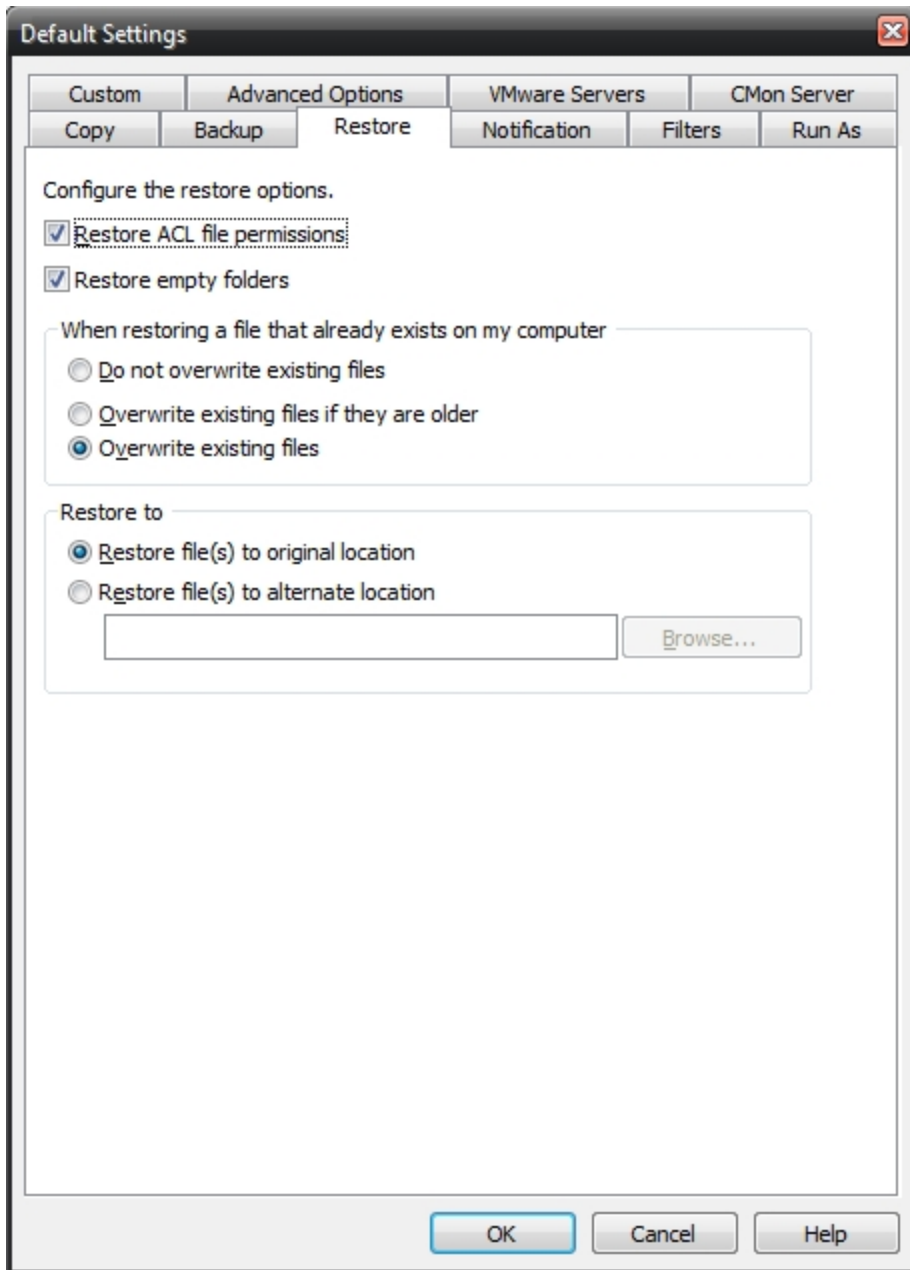 Default Settings
Custom Advanced Options VMware Servers CMon Server
Copy Backup Restore Notification Filters Run As
Configure the restore options.
Restore ACL file permissions
Restore empty folders
When restoring a file that already exists on my computer
Do not overwrite existing files
Overwrite existing files if they are older
Overwrite existing files
Restore to
Restore file(s) to original location
Restore file(s) to alternate location
Browse...
OK Cancel Help